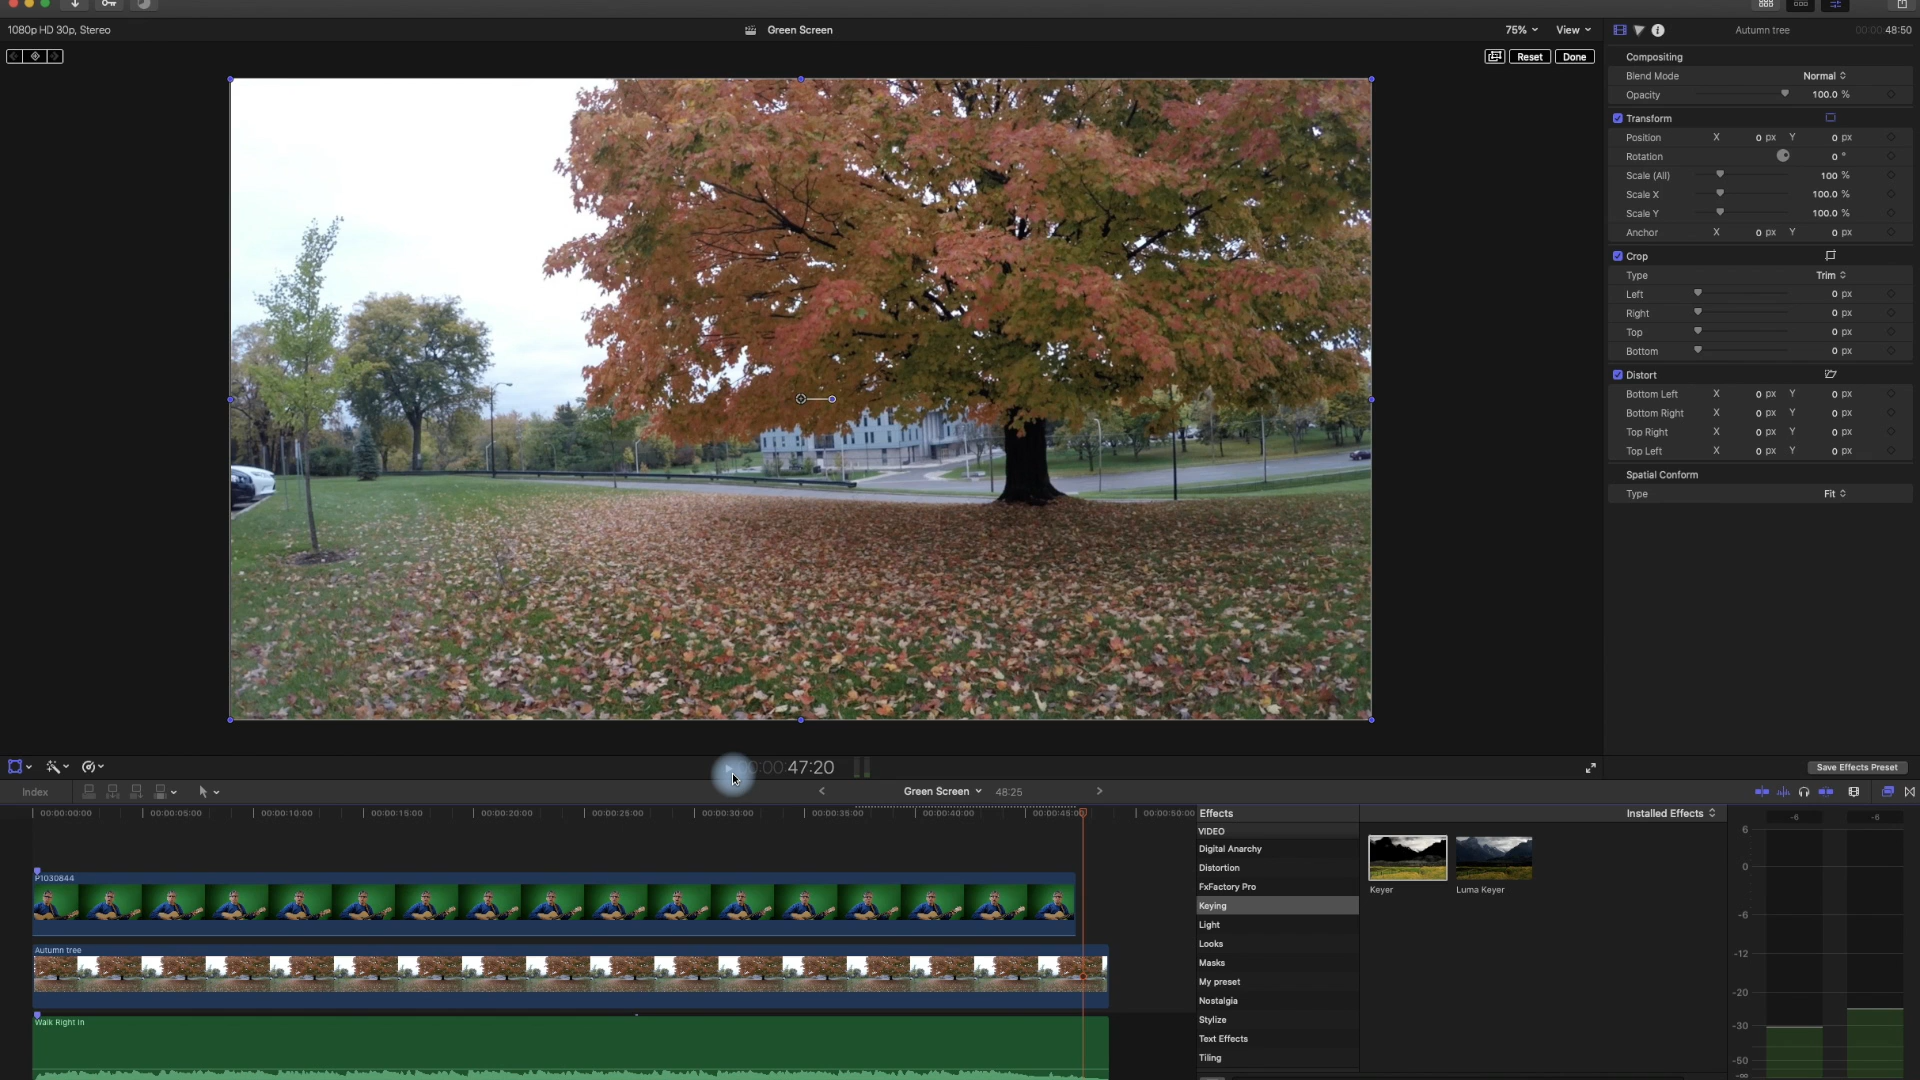 1080p HD 30p, Stereo
Green Screen
75%
View
Autumn tree
00:00:48:50
Reset
Done
Compositing
Blend Mode Normal
Opacity 100.0 %
Transform
Position X 0 px Y 0 px
Rotation 0 °
Scale (All) 100 %
Scale X 100.0 %
Scale Y 100.0 %
Anchor X 0 px Y 0 px
Crop
Type Trim
Left 0 px
Right 0 px
Top 0 px
Bottom 0 px
Distort
Bottom Left X 0 px Y 0 px
Bottom Right X 0 px Y 0 px
Top Right X 0 px Y 0 px
Top Left X 0 px Y 0 px
Spatial Conform
Type Fit
00:00:47:20
Save Effects Preset
Index
Green Screen 48:25
00:00:00:00 00:00:05:00 00:00:10:00 00:00:15:00 00:00:20:00 00:00:25:00 00:00:30:00 00:00:35:00 00:00:40:00 00:00:45:00 00:00:50:00
P1030844
Autumn tree
Walk Right In
Effects
Installed Effects
VIDEO
Digital Anarchy
Distortion
FxFactory Pro
Keying
Light
Looks
Masks
My preset
Nostalgia
Stylize
Text Effects
Tiling
Keyer
Luma Keyer
-6 -6
6
0
-6
-12
-20
-30
-50
-∞